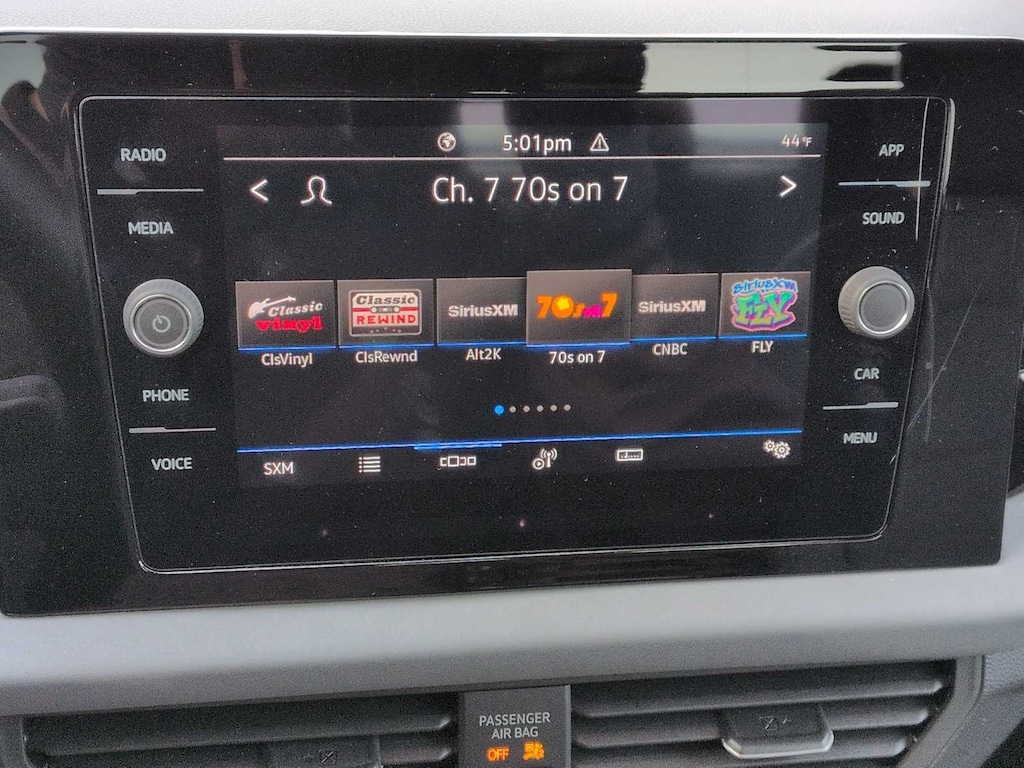 5:01pm
44°F
RADIO
MEDIA
PHONE
VOICE
Ch. 7 70s on 7
Classic Vinyl
Classic REWIND
SiriusXM
70s on 7
SiriusXM
SiriusXM FLY
ClsVinyl
ClsRewnd
Alt2K
70s on 7
CNBC
FLY
SXM
APP
SOUND
CAR
MENU
PASSENGER
AIR BAG
OFF